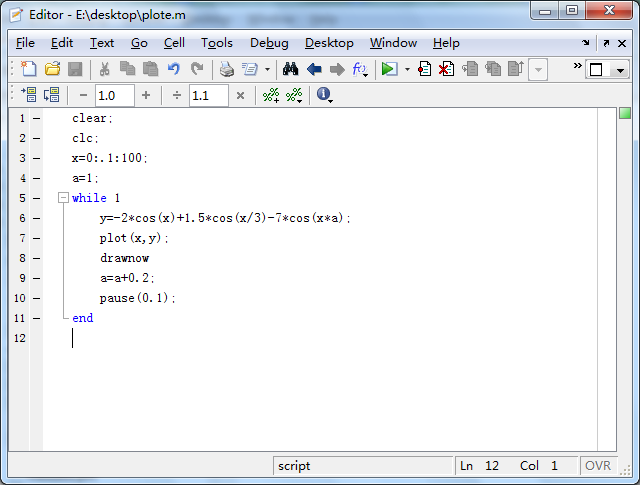 Editor - E:\desktop\plote.m
File Edit Text Go Cell Tools Debug Desktop Window Help
− 1.0 + ÷ 1.1 ×
1 clear;
2 clc;
3 x=0:.1:100;
4 a=1;
5 while 1
6 y=-2*cos(x)+1.5*cos(x/3)-7*cos(x*a);
7 plot(x,y);
8 drawnow
9 a=a+0.2;
10 pause(0.1);
11 end
12
script Ln 12 Col 1 OVR